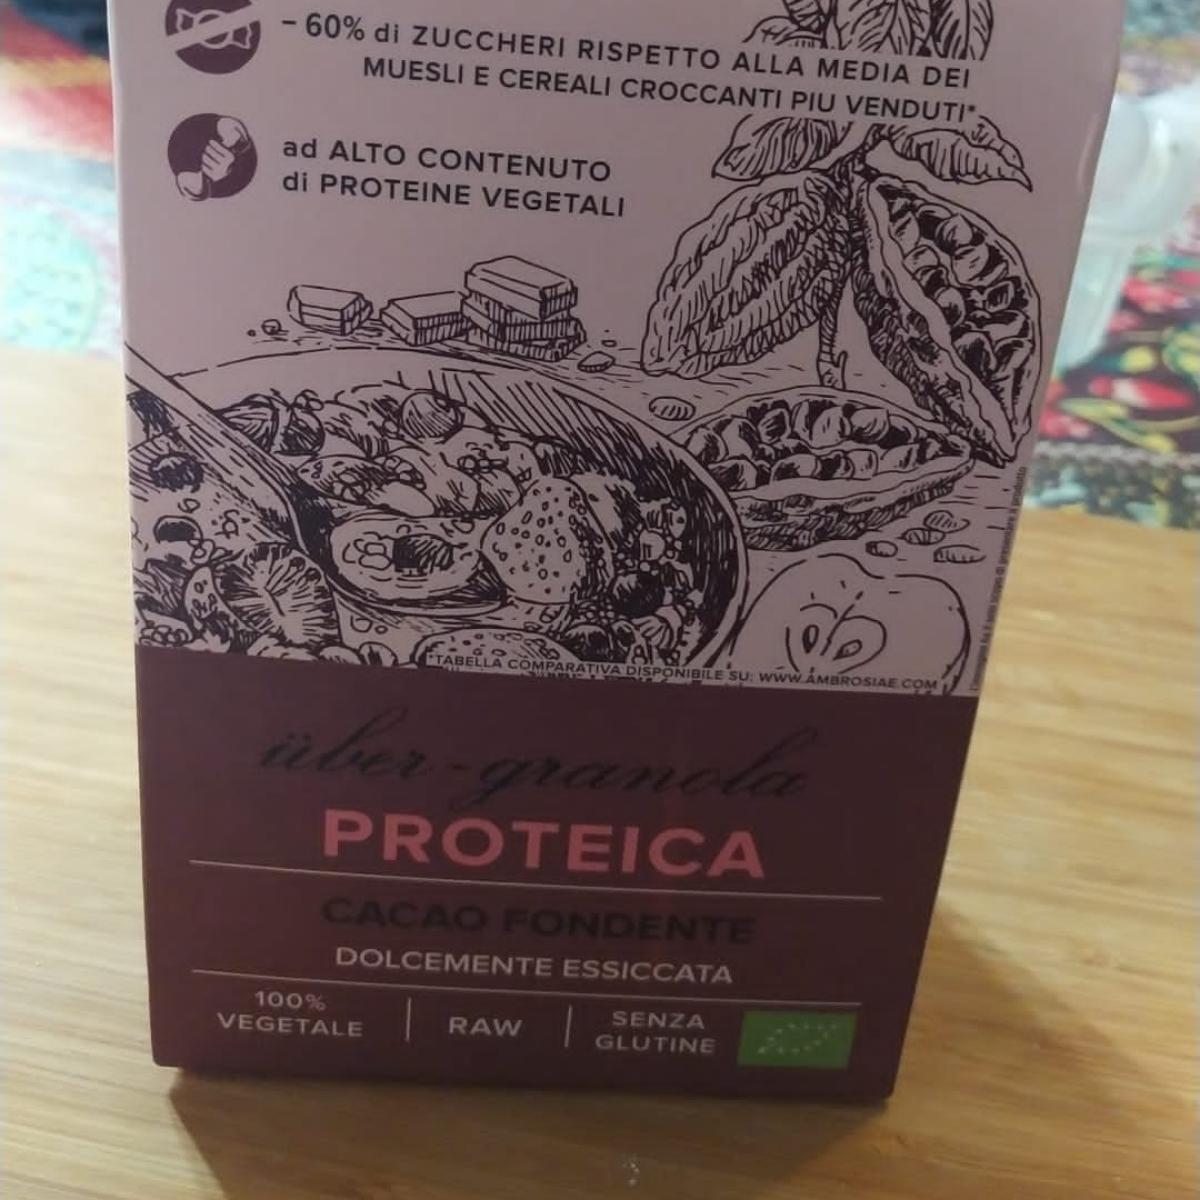 – 60% di ZUCCHERI RISPETTO ALLA MEDIA DEI
MUESLI E CEREALI CROCCANTI PIU VENDUTI*
ad ALTO CONTENUTO
di PROTEINE VEGETALI
*TABELLA COMPARATIVA DISPONIBILE SU: WWW.AMBROSIAE.COM
über-granola
PROTEICA
CACAO FONDENTE
DOLCEMENTE ESSICCATA
100%
VEGETALE
RAW
SENZA
GLUTINE